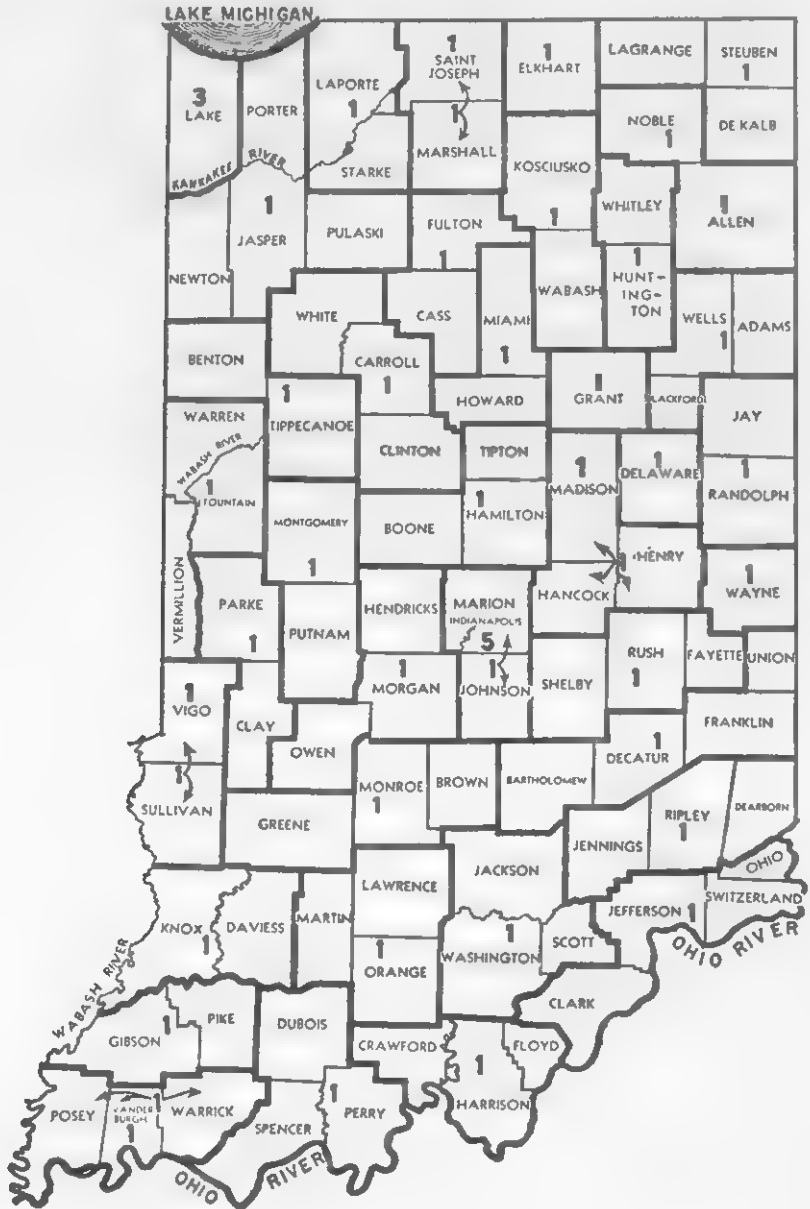 LAKE MICHIGAN
1
SAINT
JOSEPH
1
ELKHART
LAGRANGE
STEUBEN
1
LAPORTE
1
3
LAKE
PORTER
1
MARSHALL
NOBLE
1
DE KALB
KANKAKEE RIVER
STARKE
KOSCIUSKO
1
WHITLEY
1
ALLEN
1
JASPER
PULASKI
FULTON
1
NEWTON
WABASH
1
HUNT-
ING-
TON
WHITE
CASS
MIAMI
1
WELLS
1
ADAMS
BENTON
CARROLL
1
1
TIPPECANOE
HOWARD
1
GRANT
BLACKFORD
JAY
WARREN
WABASH RIVER
1
FOUNTAIN
CLINTON
TIPTON
1
MADISON
1
DELAWARE
1
RANDOLPH
MONTGOMERY
1
BOONE
1
HAMILTON
VERMILLION
PARKE
1
PUTNAM
HENDRICKS
MARION
INDIANAPOLIS
5
HANCOCK
1
HENRY
1
WAYNE
1
VIGO
CLAY
OWEN
1
MORGAN
1
JOHNSON
SHELBY
RUSH
1
FAYETTE
UNION
FRANKLIN
1
SULLIVAN
GREENE
MONROE
1
BROWN
BARTHOLOMEW
1
DECATUR
RIPLEY
1
DEARBORN
JENNINGS
JACKSON
OHIO
LAWRENCE
KNOX
1
DAVIESS
MARTIN
JEFFERSON
1
SWITZERLAND
1
ORANGE
1
WASHINGTON
SCOTT
OHIO RIVER
WABASH RIVER
CLARK
GIBSON
1
PIKE
DUBOIS
CRAWFORD
1
HARRISON
FLOYD
POSEY
VANDER
BURGH
1
1
WARRICK
SPENCER
1
PERRY
OHIO RIVER